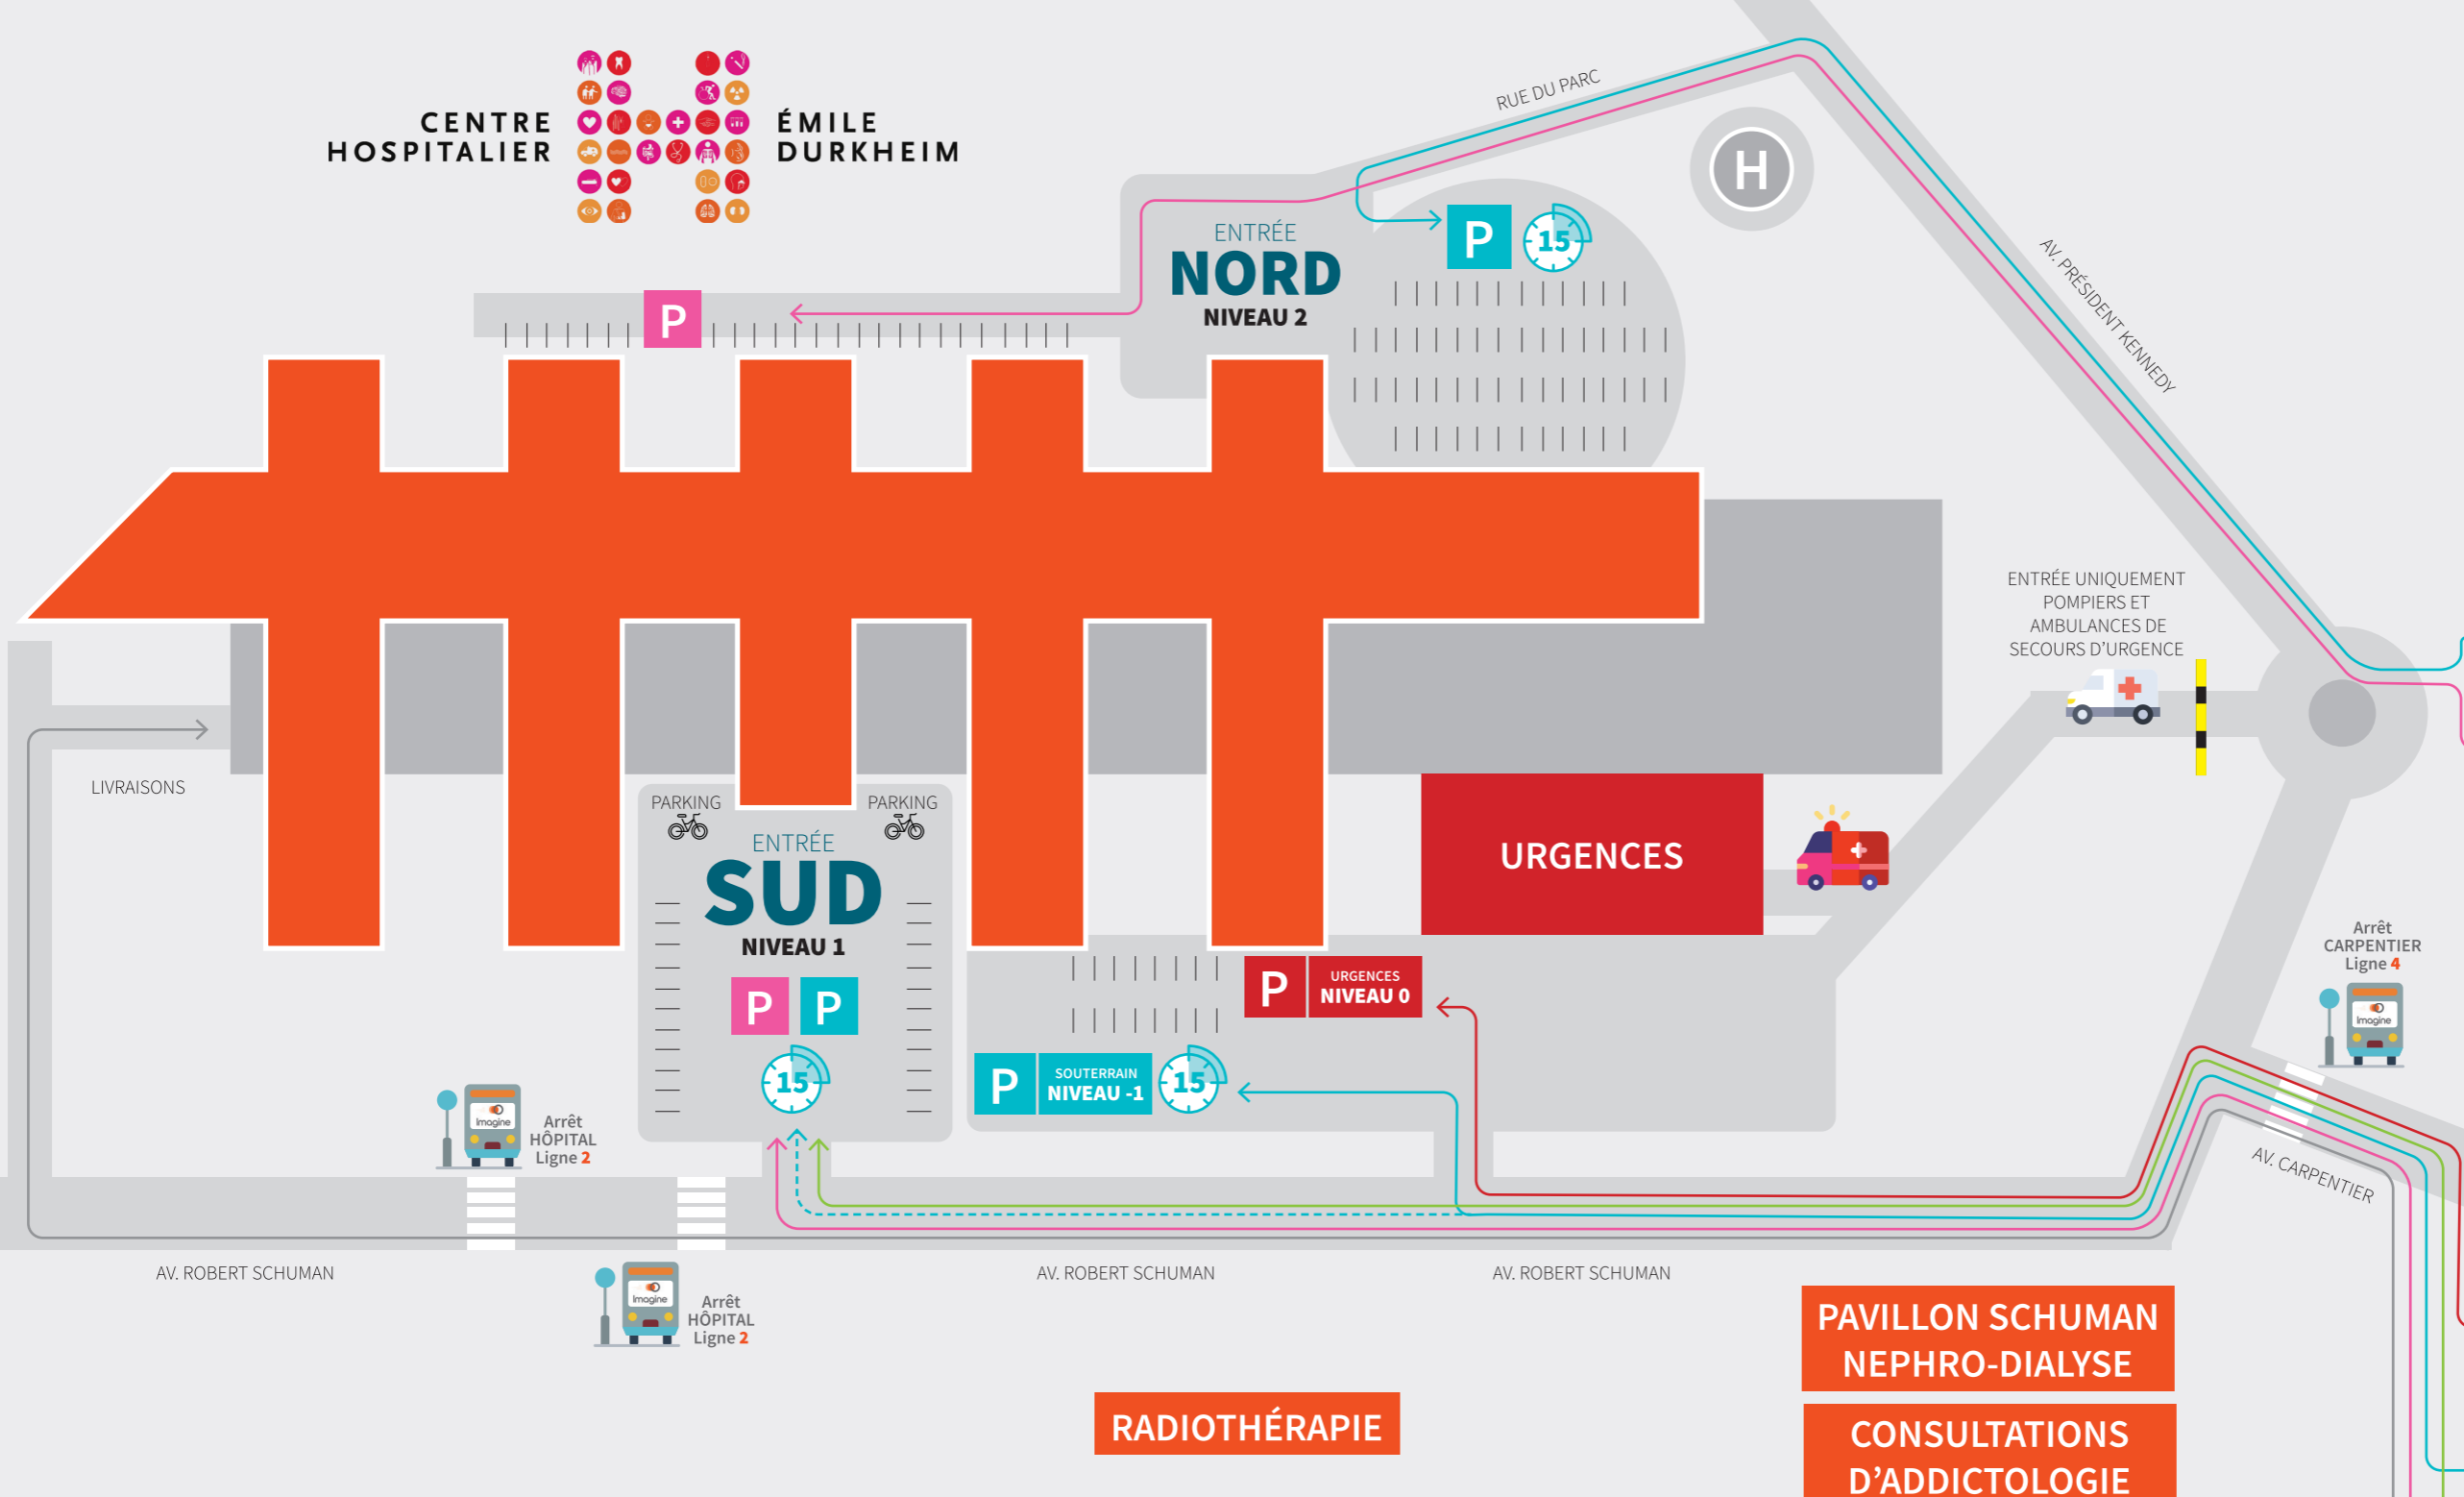 CENTRE
HOSPITALIER
ÉMILE
DURKHEIM
RUE DU PARC
H
AV. PRÉSIDENT KENNEDY
ENTRÉE
NORD
NIVEAU 2
P
15
P
ENTRÉE UNIQUEMENT
POMPIERS ET
AMBULANCES DE
SECOURS D’URGENCE
LIVRAISONS
PARKING
PARKING
ENTRÉE
SUD
NIVEAU 1
P
P
15
URGENCES
P
URGENCES
NIVEAU 0
P
SOUTERRAIN
NIVEAU -1
15
Arrêt
CARPENTIER
Ligne 4
Imagine
AV. CARPENTIER
Imagine
Arrêt
HÔPITAL
Ligne 2
AV. ROBERT SCHUMAN
AV. ROBERT SCHUMAN
AV. ROBERT SCHUMAN
Imagine
Arrêt
HÔPITAL
Ligne 2
PAVILLON SCHUMAN
NEPHRO-DIALYSE
RADIOTHÉRAPIE
CONSULTATIONS
D’ADDICTOLOGIE